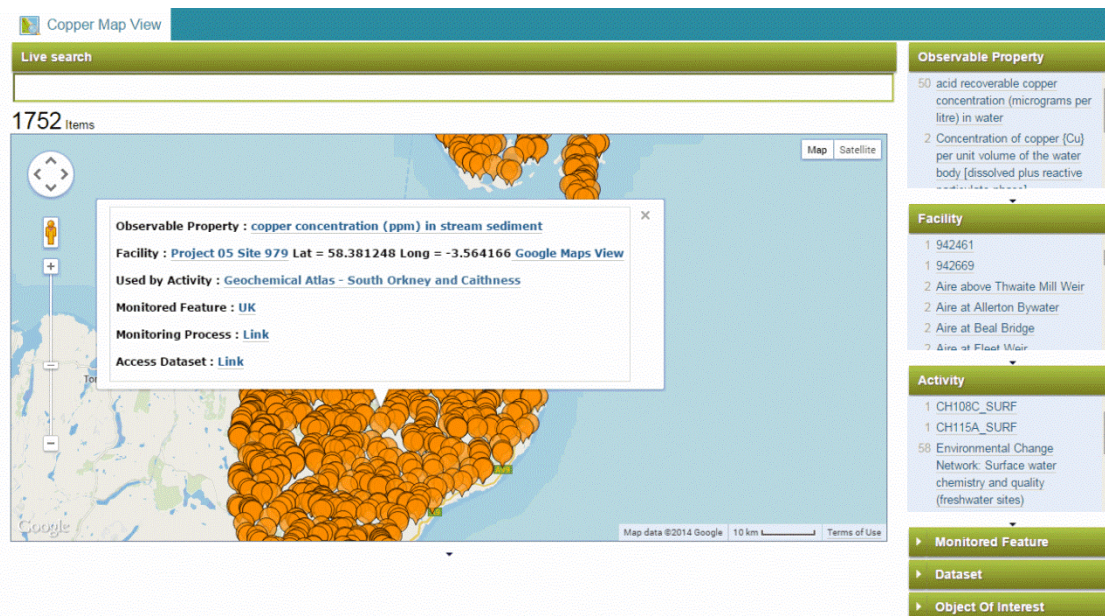 Copper Map View
Live search
1752 Items
Map Satellite
Observable Property : copper concentration (ppm) in stream sediment
Facility : Project 05 Site 979 Lat = 58.381248 Long = -3.564166 Google Maps View
Used by Activity : Geochemical Atlas - South Orkney and Caithness
Monitored Feature : UK
Monitoring Process : Link
Access Dataset : Link
Google
Map data ©2014 Google 10 km Terms of Use
Observable Property
50 acid recoverable copper
concentration (micrograms per
litre) in water
2 Concentration of copper {Cu}
per unit volume of the water
body [dissolved plus reactive
Facility
1 942461
1 942669
2 Aire above Thwaite Mill Weir
2 Aire at Allerton Bywater
2 Aire at Beal Bridge
2 Aire at Fleet Weir
Activity
1 CH108C_SURF
1 CH115A_SURF
58 Environmental Change
Network: Surface water
chemistry and quality
(freshwater sites)
Monitored Feature
Dataset
Object Of Interest